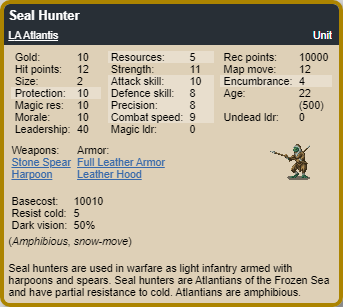 Seal Hunter
LA Atlantis Unit
Gold: 10 Resources: 5 Rec points: 10000
Hit points: 12 Strength: 11 Map move: 12
Size: 2 Attack skill: 10 Encumbrance: 4
Protection: 10 Defence skill: 8 Age: 22
Magic res: 10 Precision: 8 (500)
Morale: 10 Combat speed: 9 Undead ldr: 0
Leadership: 40 Magic ldr: 0
Weapons: Armor:
Stone Spear Full Leather Armor
Harpoon Leather Hood
Basecost: 10010
Resist cold: 5
Dark vision: 50%
(Amphibious, snow-move)
Seal hunters are used in warfare as light infantry armed with
harpoons and spears. Seal hunters are Atlantians of the Frozen Sea
and have partial resistance to cold. Atlantians are amphibious.